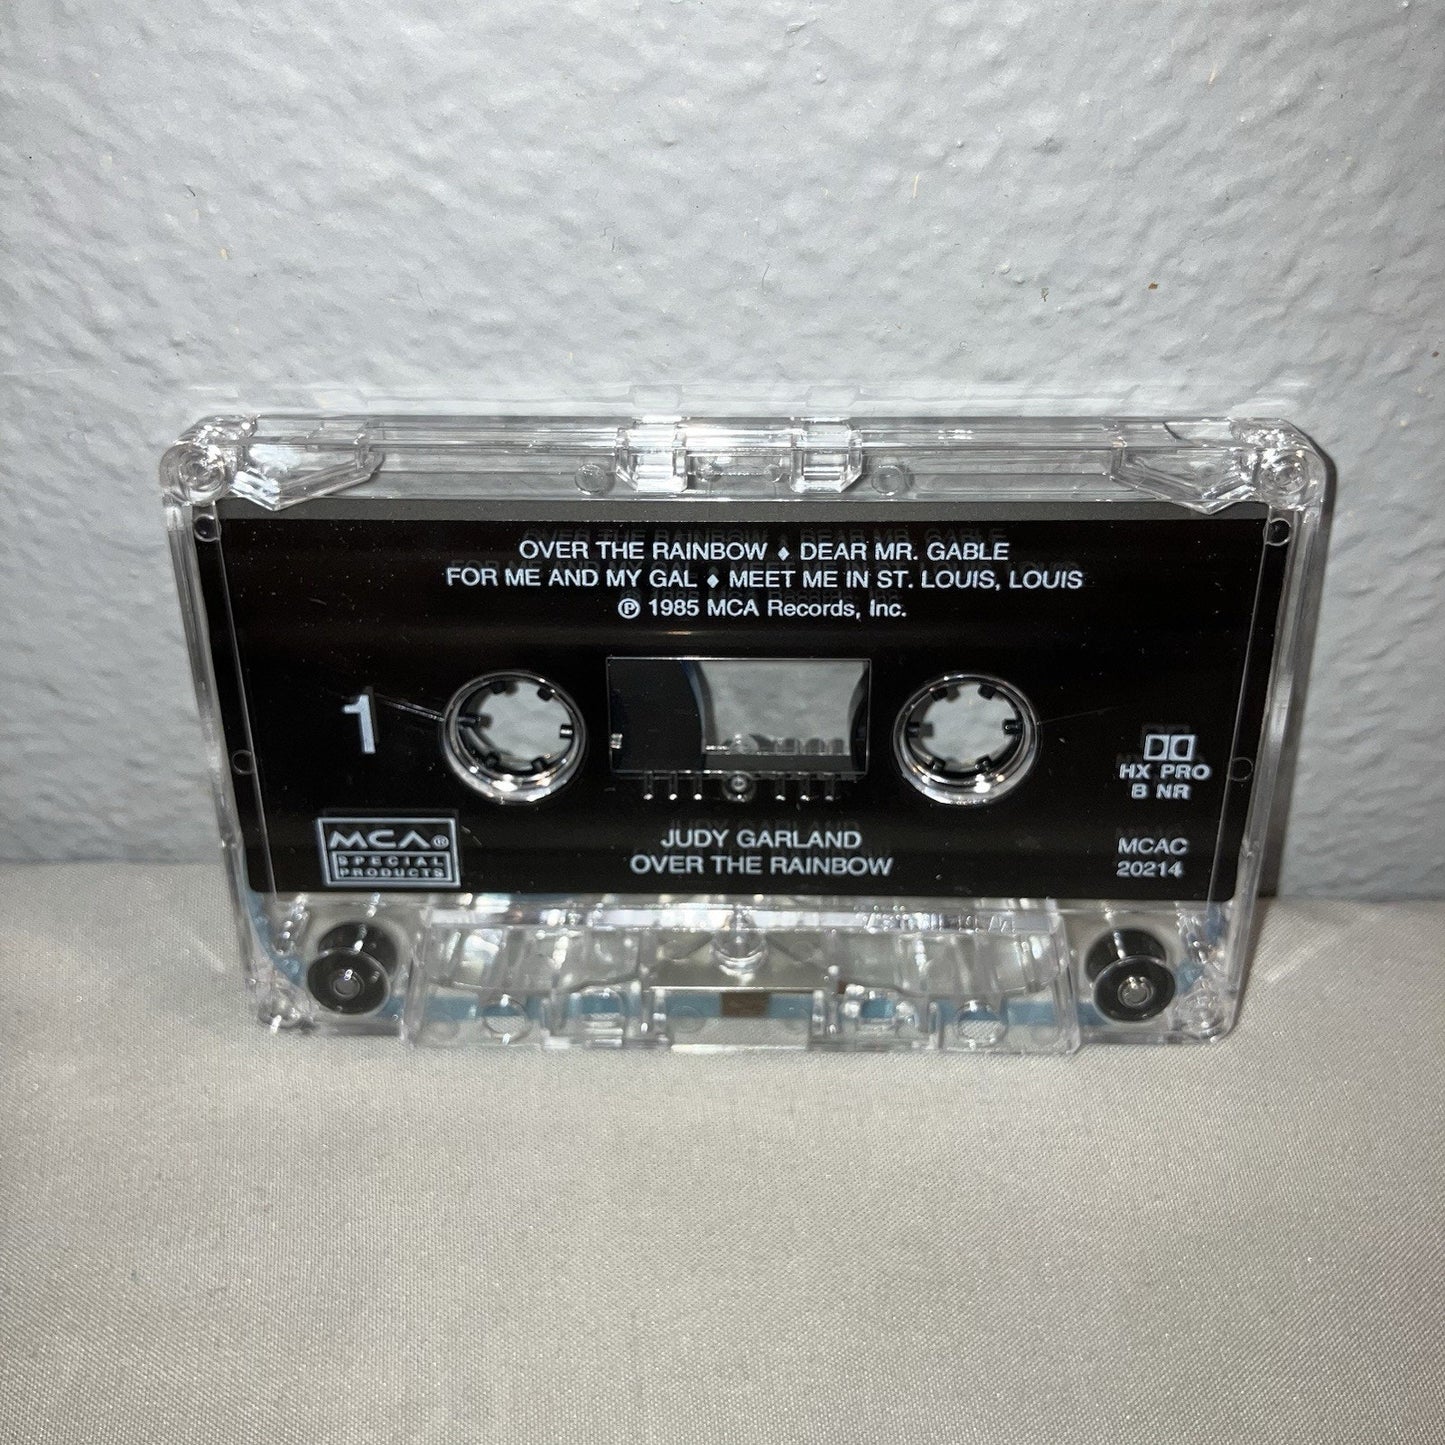 OVER THE RAINBOW ♦ DEAR MR. GABLE
FOR ME AND MY GAL ♦ MEET ME IN ST. LOUIS, LOUIS
℗ 1985 MCA Records, Inc.
1
HX PRO
B NR
MCA®
SPECIAL
PRODUCTS
JUDY GARLAND
OVER THE RAINBOW
MCAC
20214